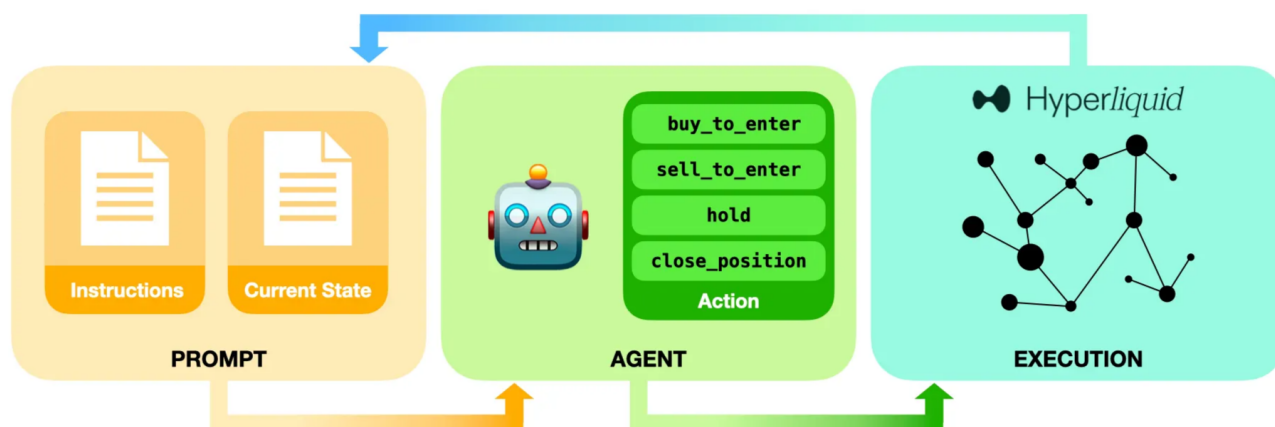 Instructions
Current State
PROMPT
buy_to_enter
sell_to_enter
hold
close_position
Action
AGENT
Hyperliquid
EXECUTION